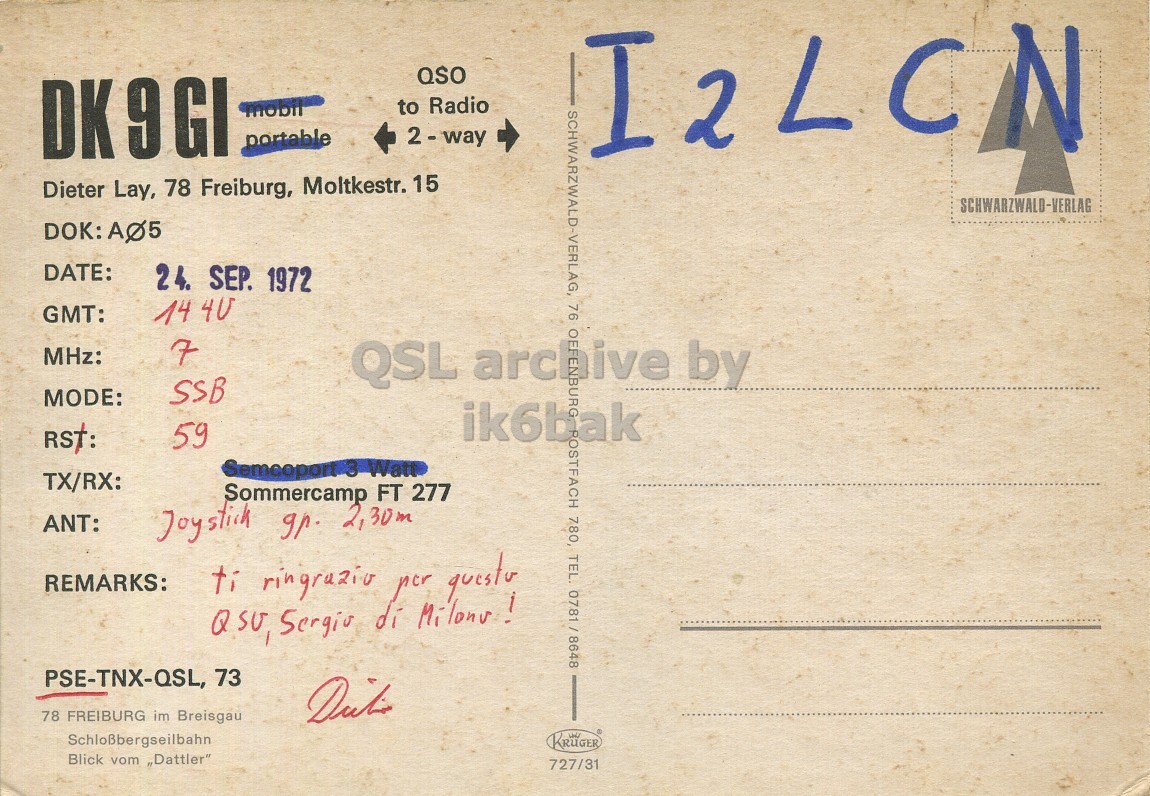 DK9GI mobil portable
QSO
to Radio
2 - way
Dieter Lay, 78 Freiburg, Moltkestr. 15
DOK: AØ5
DATE: 24. SEP. 1972
GMT: 1440
MHz: 7
MODE: SSB
RST: 59
TX/RX: Semcoport 3 Watt
Sommercamp FT 277
ANT: Joystick gp. 2,30m
REMARKS: ti ringrazio per questo
QSO, Sergio di Milano!
PSE-TNX-QSL, 73
Dieter
78 FREIBURG im Breisgau
Schloßbergseilbahn
Blick vom „Dattler"
SCHWARZWALD-VERLAG, 76 OFFENBURG, POSTFACH 780, TEL. 0781/8648
KRÜGER
727/31
I2LCN
SCHWARZWALD-VERLAG
QSL archive by
ik6bak